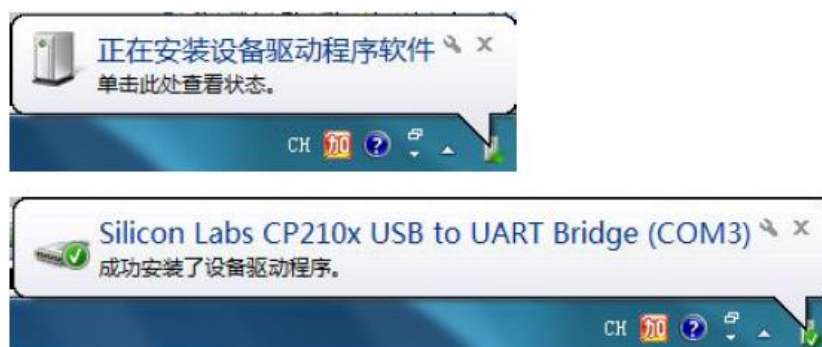 正在安装设备驱动程序软件
单击此处查看状态。
CH 加 ?
Silicon Labs CP210x USB to UART Bridge (COM3)
成功安装了设备驱动程序。
CH 加 ?